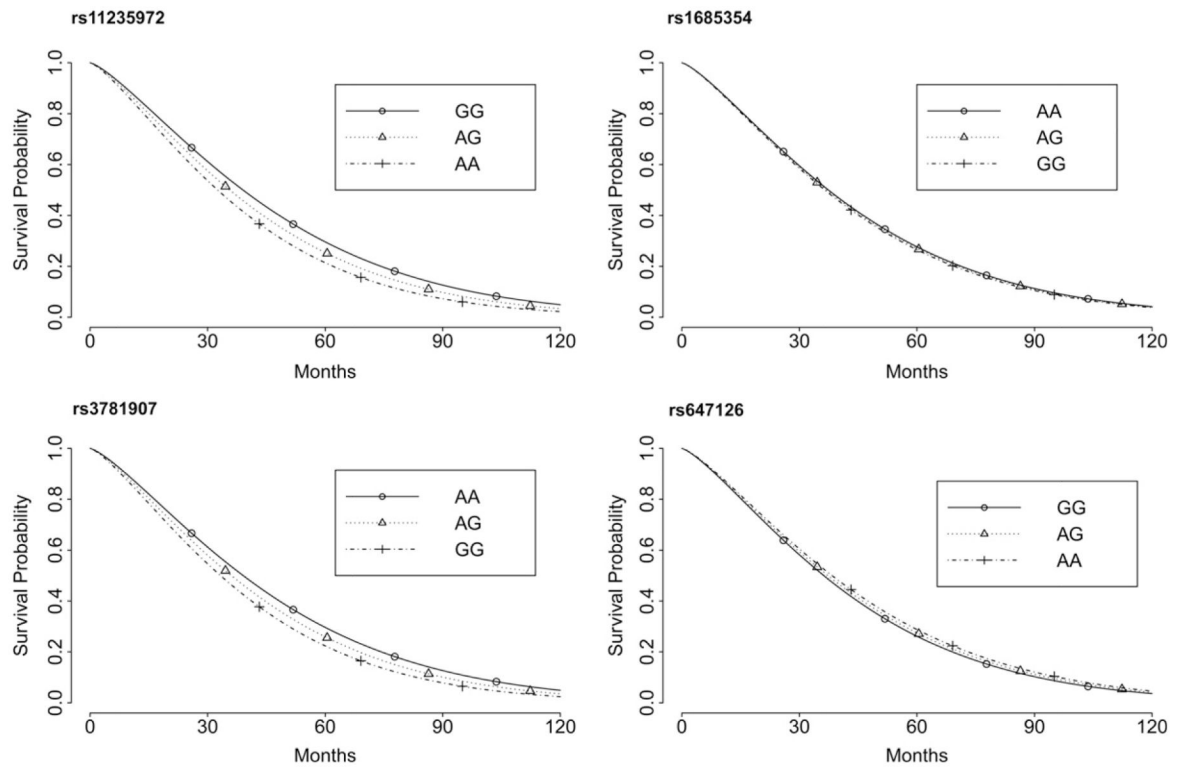 rs11235972
Survival Probability
1.0
0.8
0.6
0.4
0.2
0.0
GG
AG
AA
0 30 60 90 120
Months
rs1685354
Survival Probability
1.0
0.8
0.6
0.4
0.2
0.0
AA
AG
GG
0 30 60 90 120
Months
rs3781907
Survival Probability
1.0
0.8
0.6
0.4
0.2
0.0
AA
AG
GG
0 30 60 90 120
Months
rs647126
Survival Probability
1.0
0.8
0.6
0.4
0.2
0.0
GG
AG
AA
0 30 60 90 120
Months